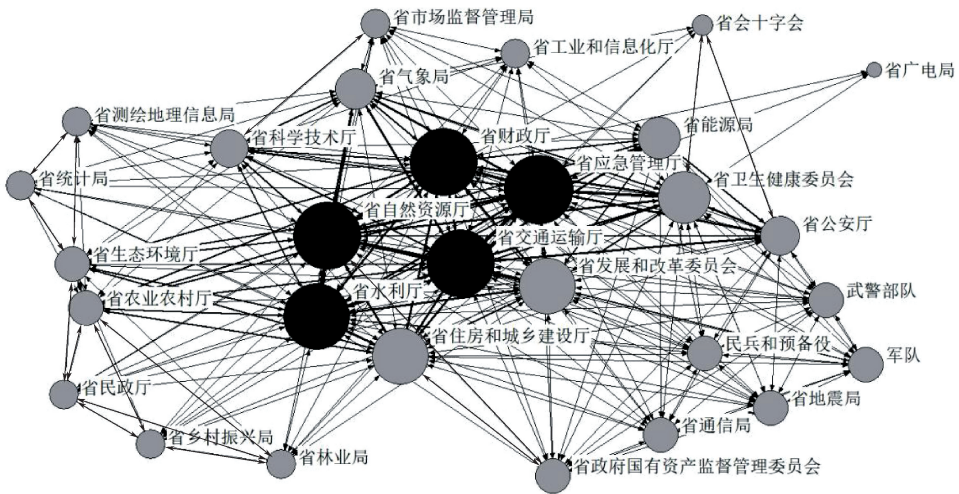 省市场监督管理局
省会十字会
省工业和信息化厅
省广电局
省气象局
省测绘地理信息局
省科学技术厅
省财政厅
省能源局
省应急管理厅
省统计局
省卫生健康委员会
省自然资源厅
省公安厅
省交通运输厅
省生态环境厅
省发展和改革委员会
省水利厅
省农业农村厅
武警部队
省住房和城乡建设厅
民兵和预备役
军队
省民政厅
省地震局
省通信局
省乡村振兴局
省林业局
省政府国有资产监督管理委员会